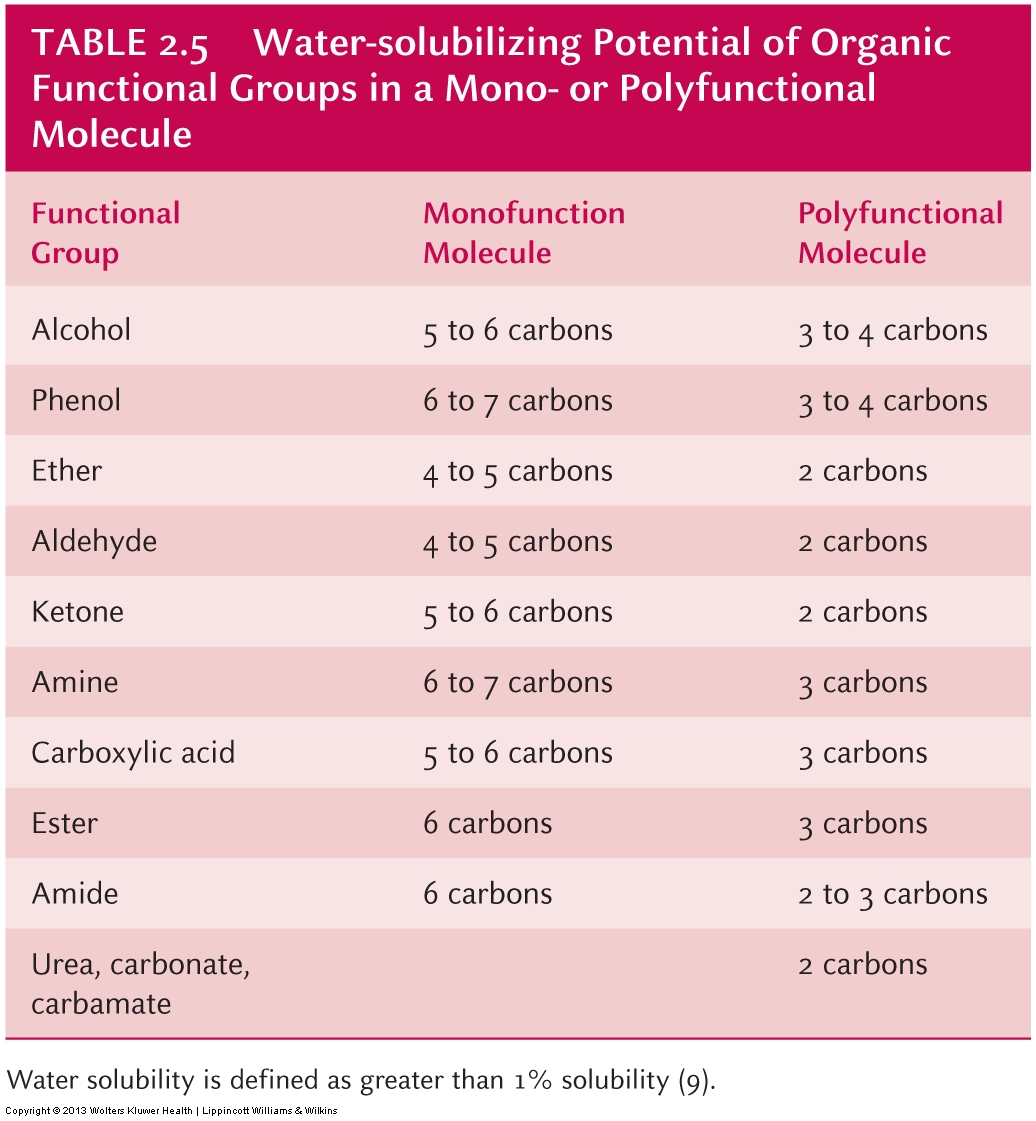 TABLE 2.5 Water-solubilizing Potential of Organic
Functional Groups in a Mono- or Polyfunctional
Molecule
Functional Group Monofunction Molecule Polyfunctional Molecule
Alcohol 5 to 6 carbons 3 to 4 carbons
Phenol 6 to 7 carbons 3 to 4 carbons
Ether 4 to 5 carbons 2 carbons
Aldehyde 4 to 5 carbons 2 carbons
Ketone 5 to 6 carbons 2 carbons
Amine 6 to 7 carbons 3 carbons
Carboxylic acid 5 to 6 carbons 3 carbons
Ester 6 carbons 3 carbons
Amide 6 carbons 2 to 3 carbons
Urea, carbonate, 2 carbons
carbamate
Water solubility is defined as greater than 1% solubility (9).
Copyright © 2013 Wolters Kluwer Health | Lippincott Williams & Wilkins